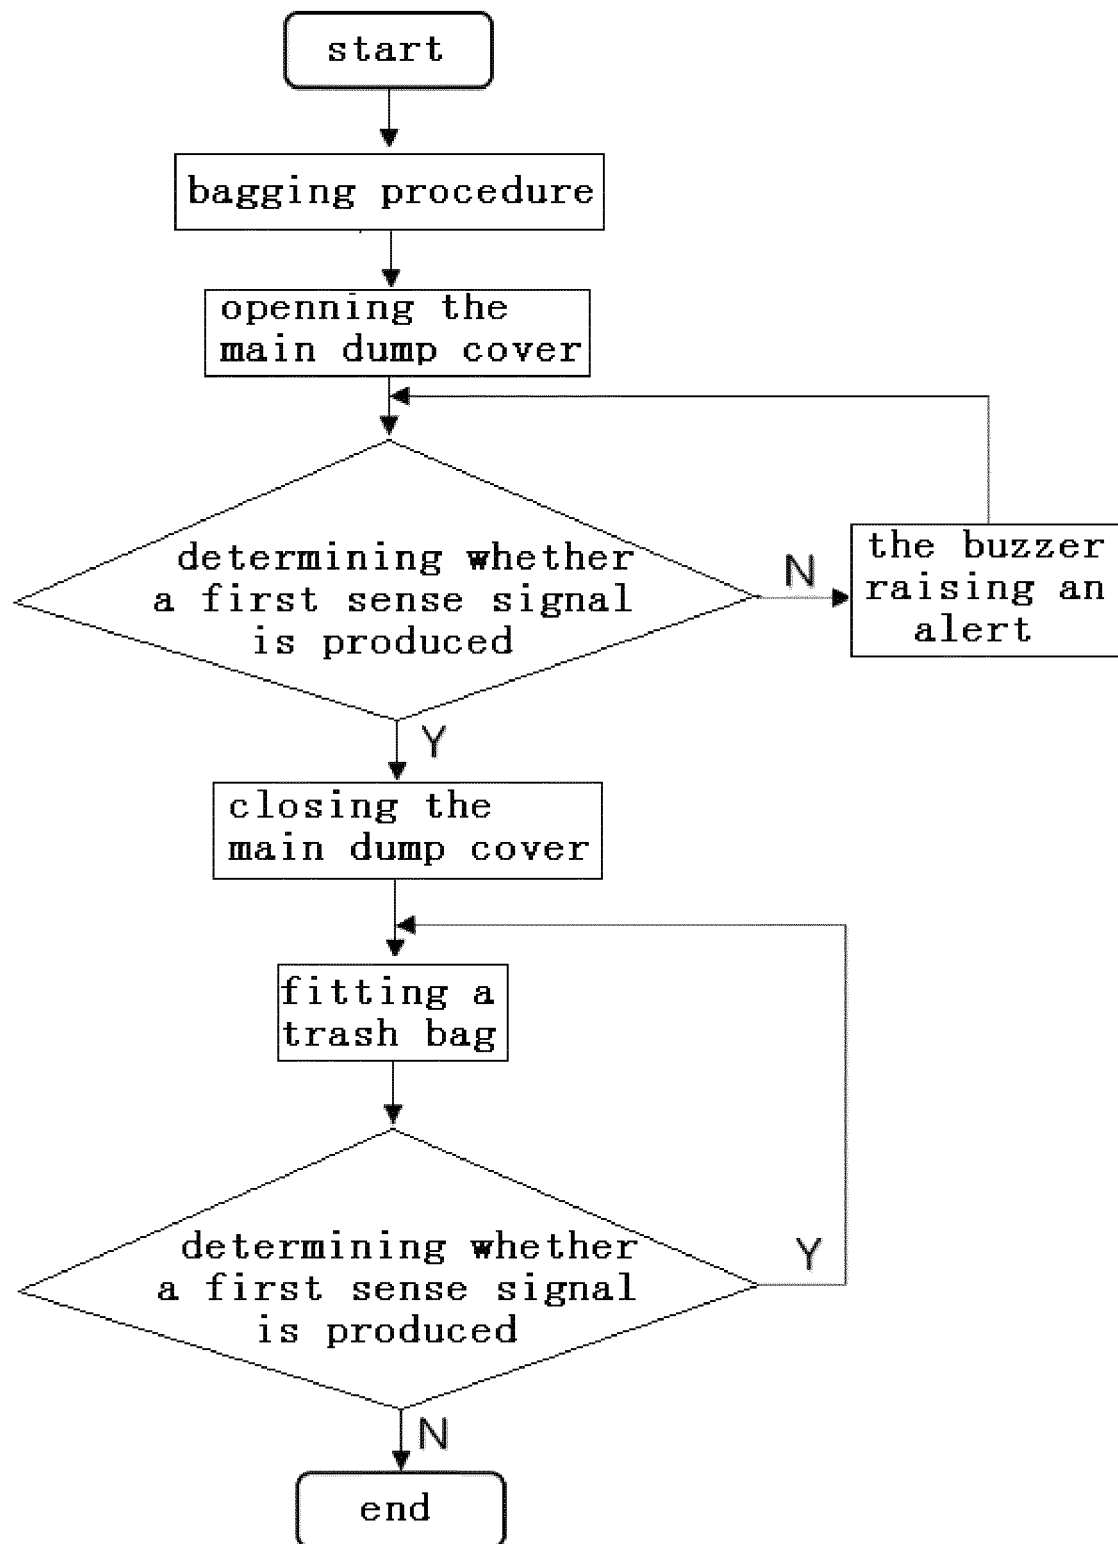 start
bagging procedure
openning the
main dump cover
determining whether
a first sense signal
is produced
N
the buzzer
raising an
alert
Y
closing the
main dump cover
fitting a
trash bag
determining whether
a first sense signal
is produced
Y
N
end